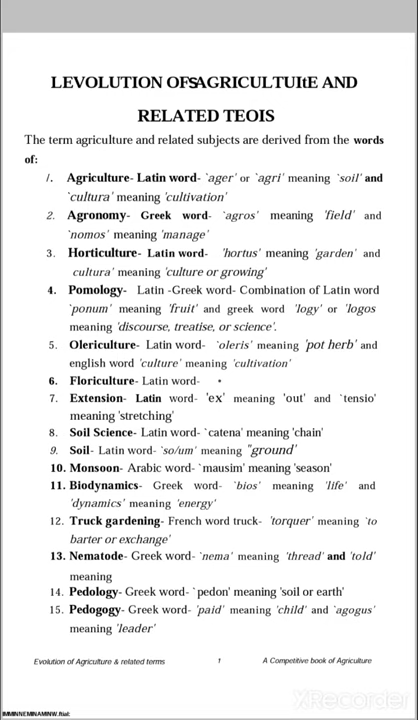 LEVOLUTION OFSAGRICULTUItE AND
RELATED TEOIS
The term agriculture and related subjects are derived from the words
of:
/. Agriculture- Latin word- `ager' or `agri' meaning `soil' and
`cultura' meaning 'cultivation'
2. Agronomy- Greek word- `agros' meaning 'field' and
`nomos' meaning 'manage'
3. Horticulture- Latin word- 'hortus' meaning 'garden' and
cultura' meaning 'culture or growing'
4. Pomology- Latin -Greek word- Combination of Latin word
`ponum' meaning 'fruit' and greek word 'logy' or 'logos
meaning 'discourse, treatise, or science'.
5. Olericulture- Latin word- `oleris' meaning 'pot herb' and
english word 'culture' meaning 'cultivation'
6. Floriculture- Latin word- •
7. Extension- Latin word- 'ex' meaning 'out' and `tensio'
meaning 'stretching'
8. Soil Science- Latin word- `catena' meaning 'chain'
9. Soil- Latin word- `so/um' meaning "ground'
10. Monsoon- Arabic word- `mausim' meaning 'season'
11. Biodynamics- Greek word- `bios' meaning 'life' and
'dynamics' meaning 'energy'
12. Truck gardening- French word truck- 'torquer' meaning `to
barter or exchange'
13. Nematode- Greek word- 'nema' meaning 'thread' and 'told'
meaning
14. Pedology- Greek word- `pedon' meaning 'soil or earth'
15. Pedogogy- Greek word- 'paid' meaning 'child' and `agogus'
meaning 'leader'
Evolution of Agriculture & related terms 1 A Competitive book of Agriculture
XRecorder